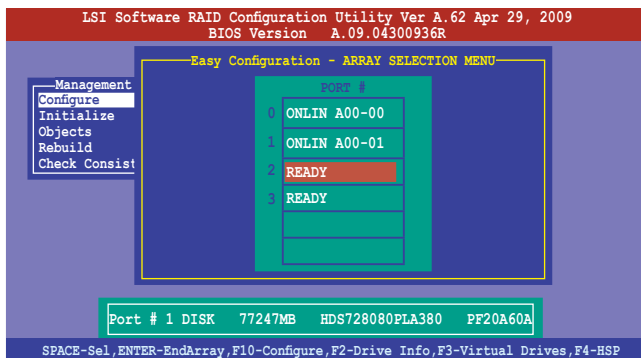 LSI Software RAID Configuration Utility Ver A.62 Apr 29, 2009
BIOS Version A.09.04300936R
Easy Configuration - ARRAY SELECTION MENU
Management
Configure
Initialize
Objects
Rebuild
Check Consist
PORT #
0 ONLIN A00-00
1 ONLIN A00-01
2 READY
3 READY
Port # 1 DISK 77247MB HDS728080PLA380 PF20A60A
SPACE-Sel,ENTER-EndArray,F10-Configure,F2-Drive Info,F3-Virtual Drives,F4-HSP